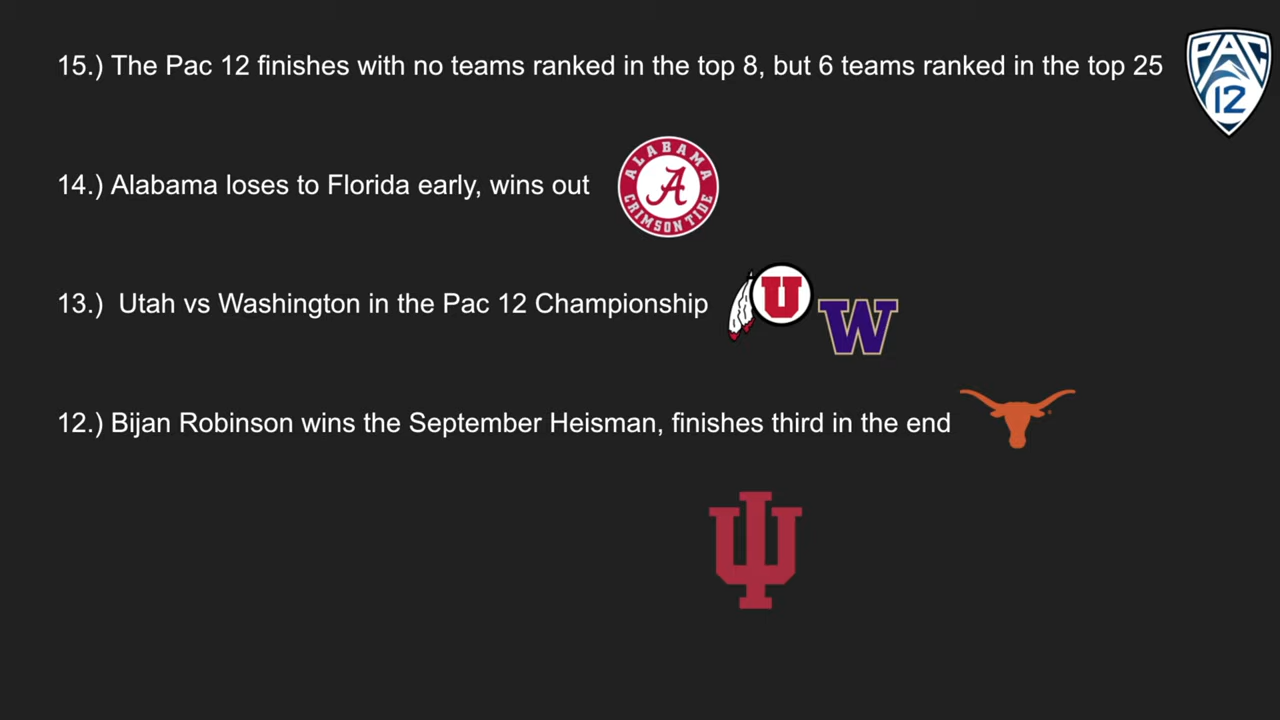 15.) The Pac 12 finishes with no teams ranked in the top 8, but 6 teams ranked in the top 25
PAC
12
14.) Alabama loses to Florida early, wins out
ALABAMA
A
CRIMSON TIDE
13.) Utah vs Washington in the Pac 12 Championship
U
W
12.) Bijan Robinson wins the September Heisman, finishes third in the end